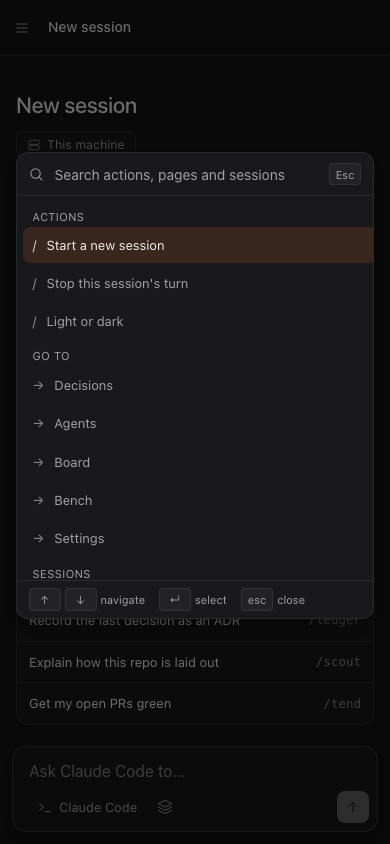 New session
New session
This machine
Search actions, pages and sessions Esc
ACTIONS
/ Start a new session
/ Stop this session's turn
/ Light or dark
GO TO
→ Decisions
→ Agents
→ Board
→ Bench
→ Settings
SESSIONS
↑ ↓ navigate ↵ select esc close
Record the last decision as an ADR /ledger
Explain how this repo is laid out /scout
Get my open PRs green /tend
Ask Claude Code to...
>_ Claude Code